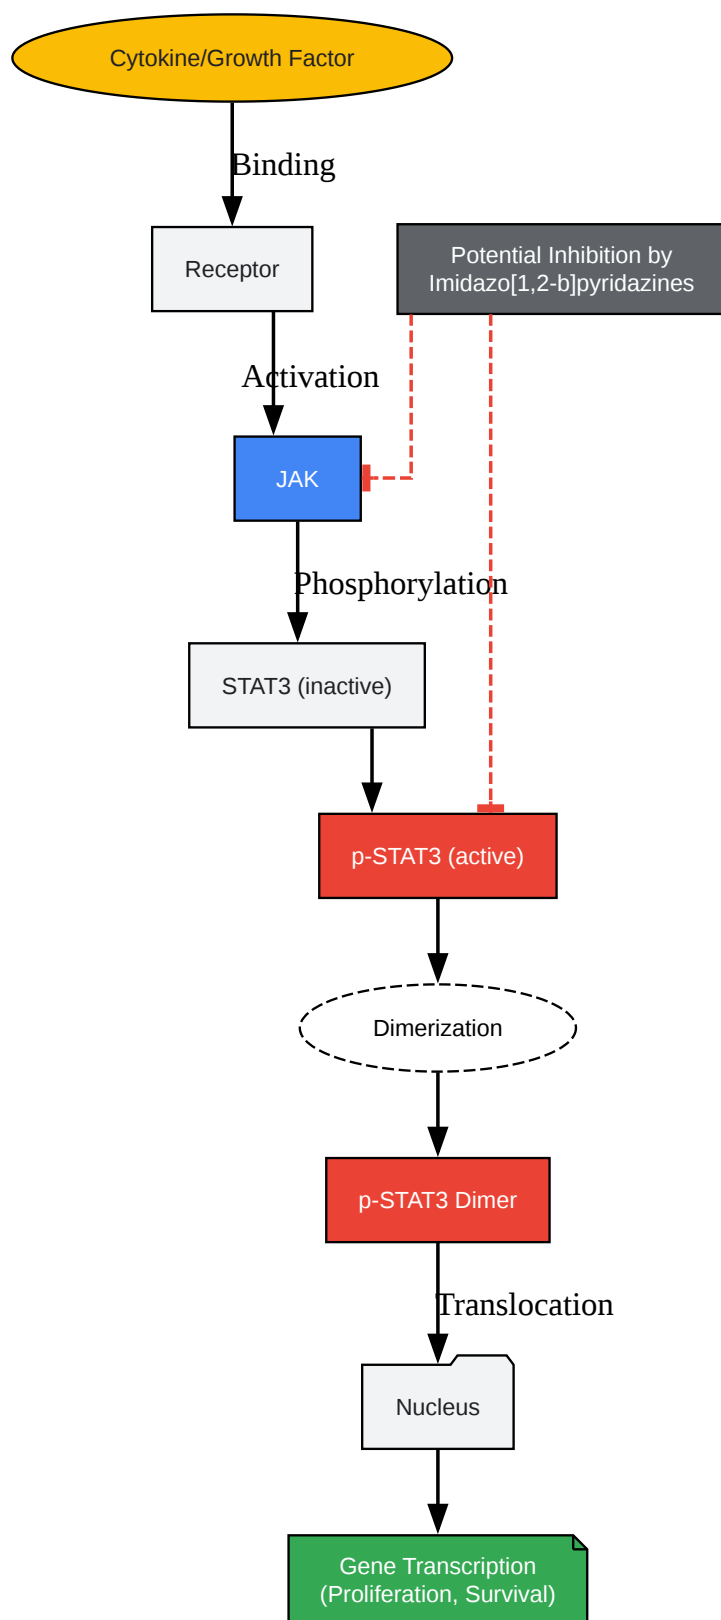 Cytokine/Growth Factor
Binding
Receptor
Potential Inhibition by
Imidazo[1,2-b]pyridazines
Activation
JAK
Phosphorylation
STAT3 (inactive)
p-STAT3 (active)
Dimerization
p-STAT3 Dimer
Translocation
Nucleus
Gene Transcription
(Proliferation, Survival)